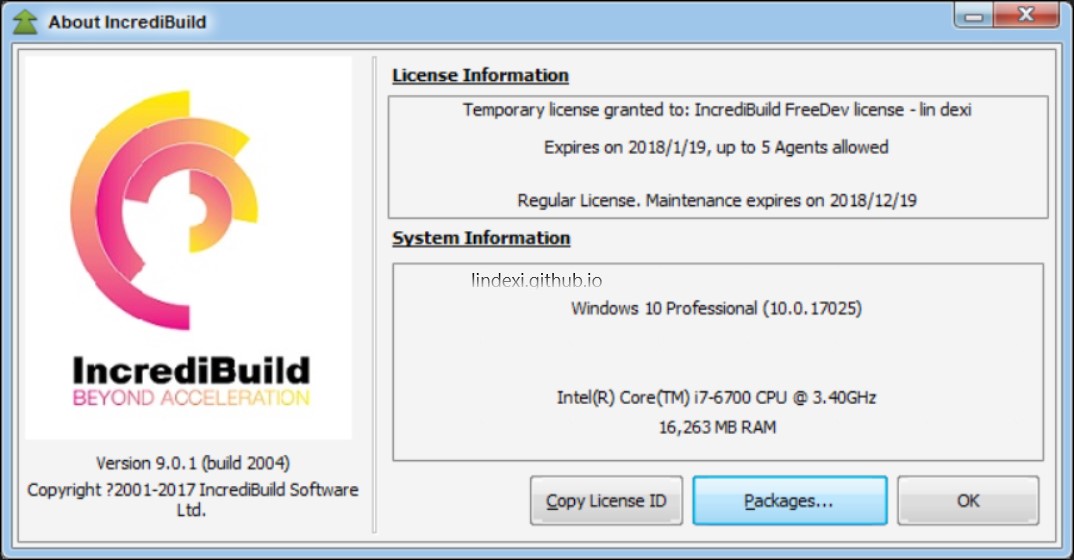 About IncrediBuild
IncrediBuild
BEYOND ACCELERATION
Version 9.0.1 (build 2004)
Copyright ?2001-2017 IncrediBuild Software
Ltd.
License Information
Temporary license granted to: IncrediBuild FreeDev license - lin dexi
Expires on 2018/1/19, up to 5 Agents allowed
Regular License. Maintenance expires on 2018/12/19
System Information
lindexi.github.io
Windows 10 Professional (10.0.17025)
Intel(R) Core(TM) i7-6700 CPU @ 3.40GHz
16,263 MB RAM
Copy License ID
Packages...
OK